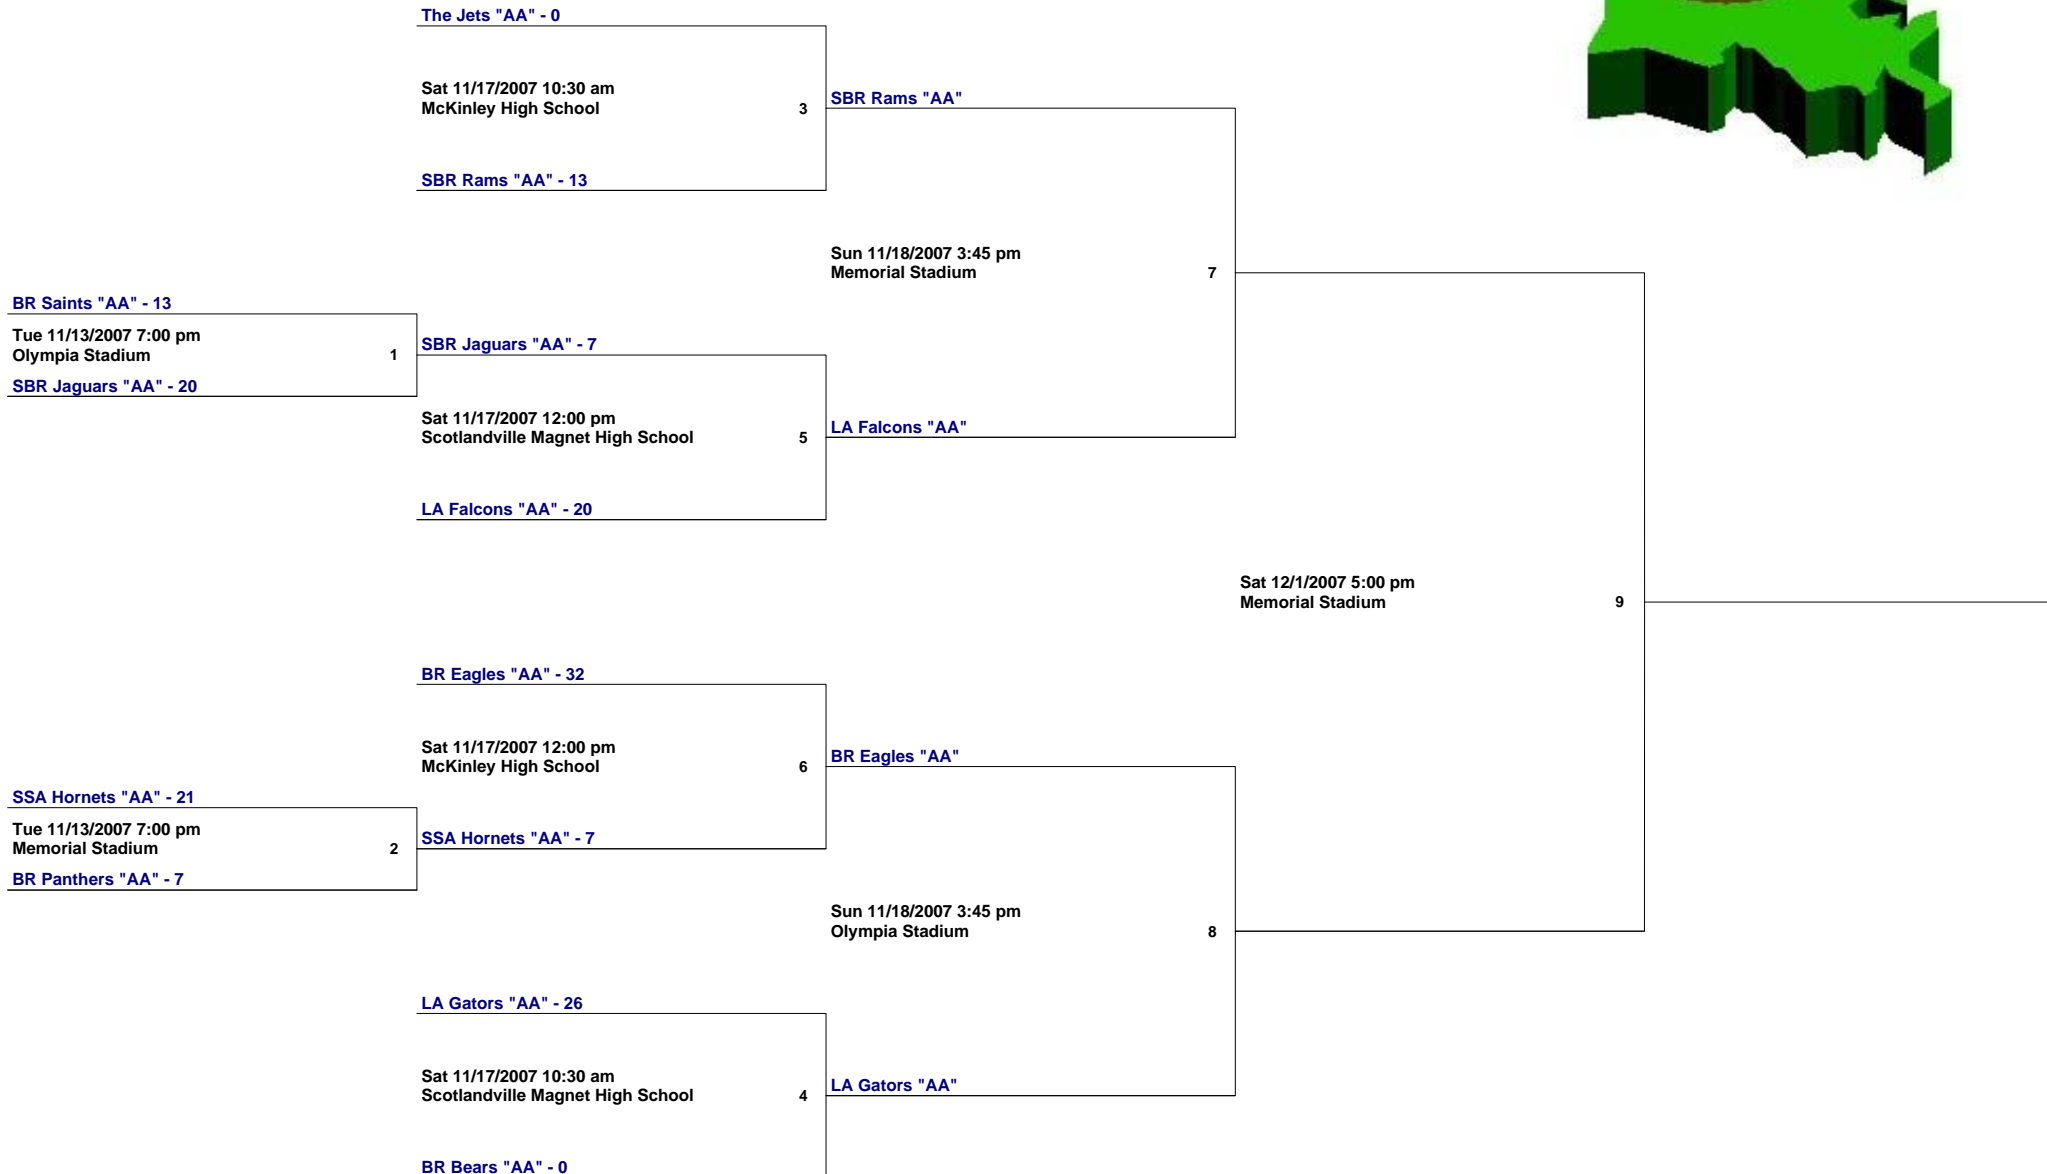 The Jets "AA" - 0
Sat 11/17/2007 10:30 am
McKinley High School
3
SBR Rams "AA"
SBR Rams "AA" - 13
Sun 11/18/2007 3:45 pm
Memorial Stadium
7
BR Saints "AA" - 13
Tue 11/13/2007 7:00 pm
Olympia Stadium
1
SBR Jaguars "AA" - 20
SBR Jaguars "AA" - 7
Sat 11/17/2007 12:00 pm
Scotlandville Magnet High School
5
LA Falcons "AA"
LA Falcons "AA" - 20
Sat 12/1/2007 5:00 pm
Memorial Stadium
9
BR Eagles "AA" - 32
Sat 11/17/2007 12:00 pm
McKinley High School
6
BR Eagles "AA"
SSA Hornets "AA" - 21
Tue 11/13/2007 7:00 pm
Memorial Stadium
2
BR Panthers "AA" - 7
SSA Hornets "AA" - 7
Sun 11/18/2007 3:45 pm
Olympia Stadium
8
LA Gators "AA" - 26
Sat 11/17/2007 10:30 am
Scotlandville Magnet High School
4
LA Gators "AA"
BR Bears "AA" - 0